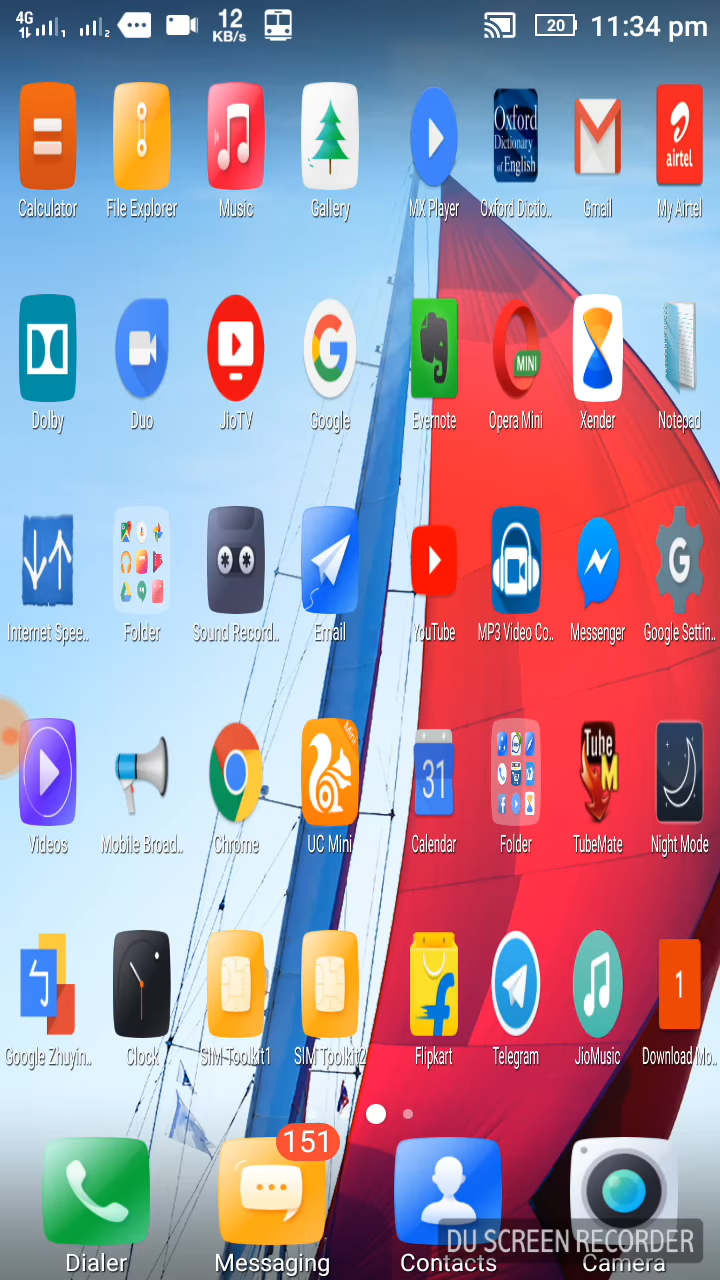 4G 1 2 12 KB/s 20 11:34 pm
Oxford Dictionary of English airtel
Calculator File Explorer Music Gallery MX Player Oxford Dictio.. Gmail My Airtel
MINI
Dolby Duo JioTV Google Evernote Opera Mini Xender Notepad
G
Internet Spee.. Folder Sound Record.. Email YouTube MP3 Video Co.. Messenger Google Settin..
Mini 31 Tube M
Videos Mobile Broad.. Chrome UC Mini Calendar Folder TubeMate Night Mode
1
Google Zhuyin.. Clock SIM Toolkit1 SIM Toolkit2 Flipkart Telegram JioMusic Download Mo..
151
DU SCREEN RECORDER
Dialer Messaging Contacts Camera